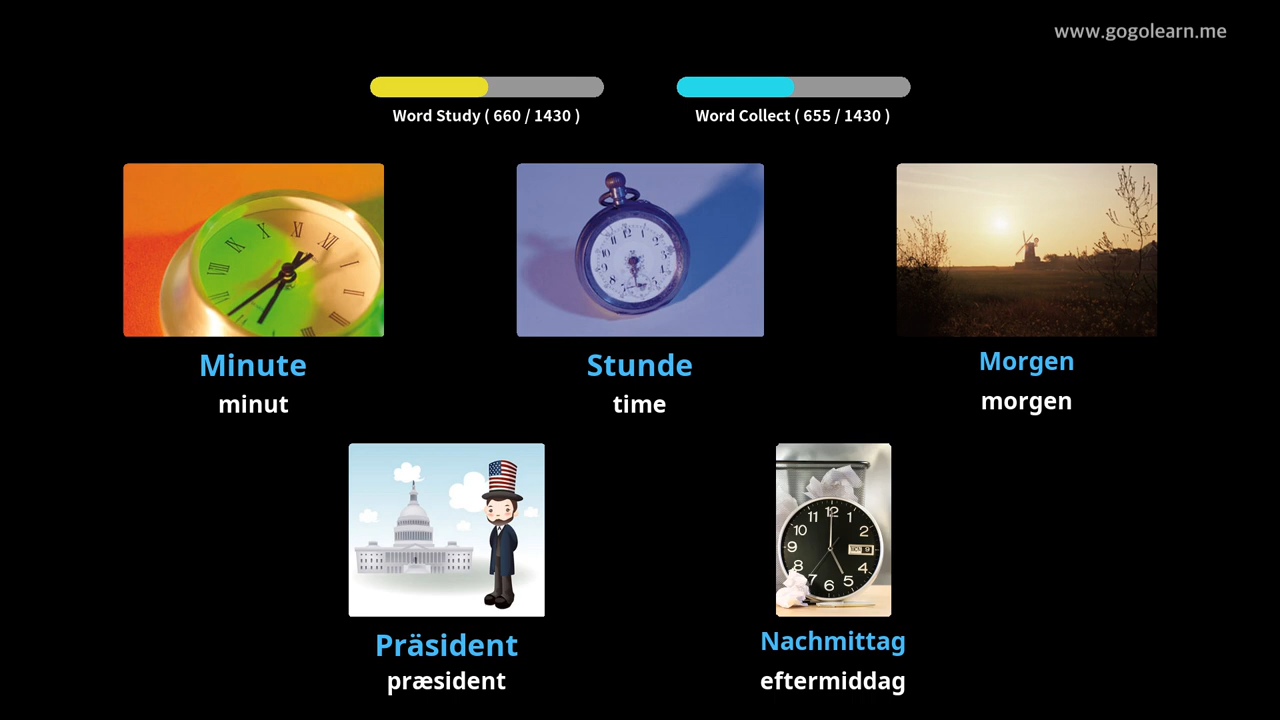 www.gogolearn.me
Word Study ( 660 / 1430 )
Word Collect ( 655 / 1430 )
Minute
minut
Stunde
time
Morgen
morgen
Präsident
præsident
Nachmittag
eftermiddag